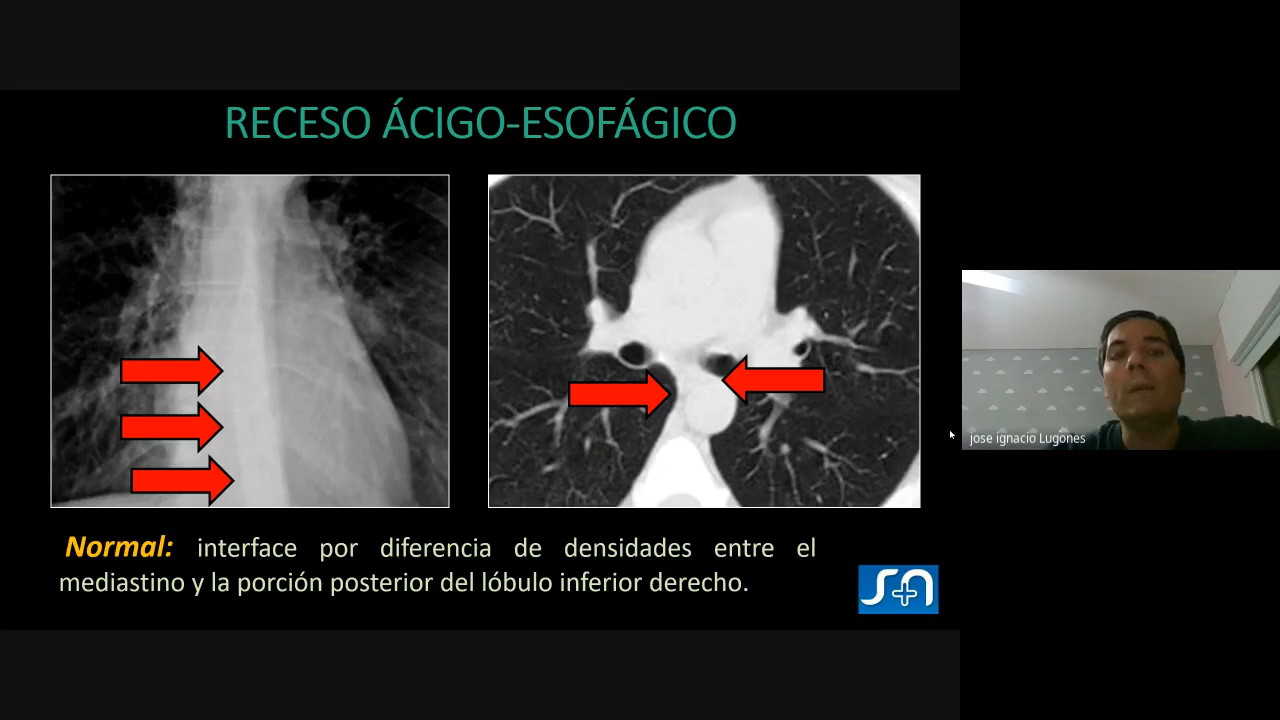 RECESO ÁCIGO-ESOFÁGICO
Normal: interface por diferencia de densidades entre el
mediastino y la porción posterior del lóbulo inferior derecho.
jose ignacio Lugones